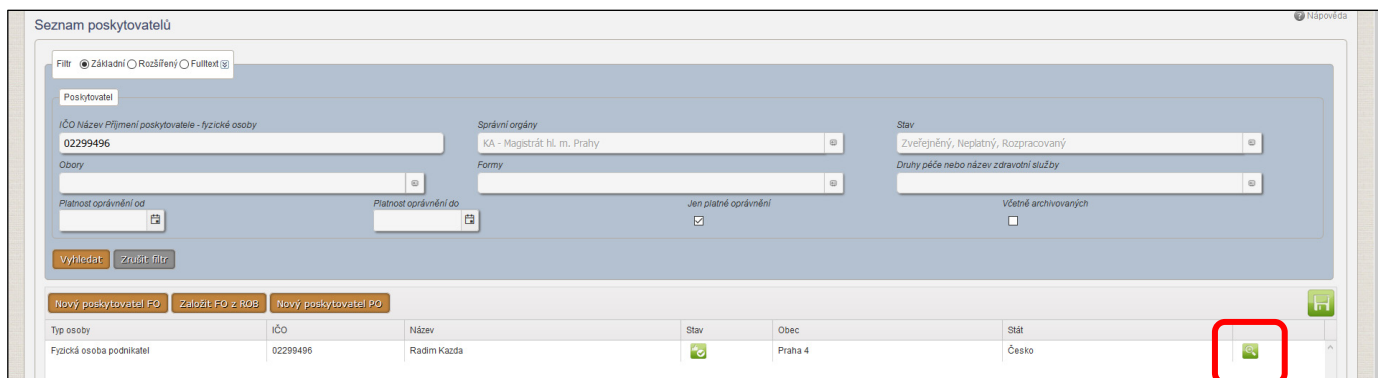 Nápověda
Seznam poskytovatelů
Filtr Základní Rozšířený Fulltext
Poskytovatel
IČO Název Příjmení poskytovatele - fyzické osoby Správní orgány Stav
02299496 KA - Magistrát hl. m. Prahy Zveřejněný, Neplatný, Rozpracovaný
Obory Formy Druhy péče nebo název zdravotní služby
Platnost oprávnění od Platnost oprávnění do Jen platné oprávnění Včetně archivovaných
Vyhledat Zrušit filtr
Nový poskytovatel FO Založit FO z ROB Nový poskytovatel PO
Typ osoby IČO Název Stav Obec Stát
Fyzická osoba podnikatel 02299496 Radim Kazda Praha 4 Česko